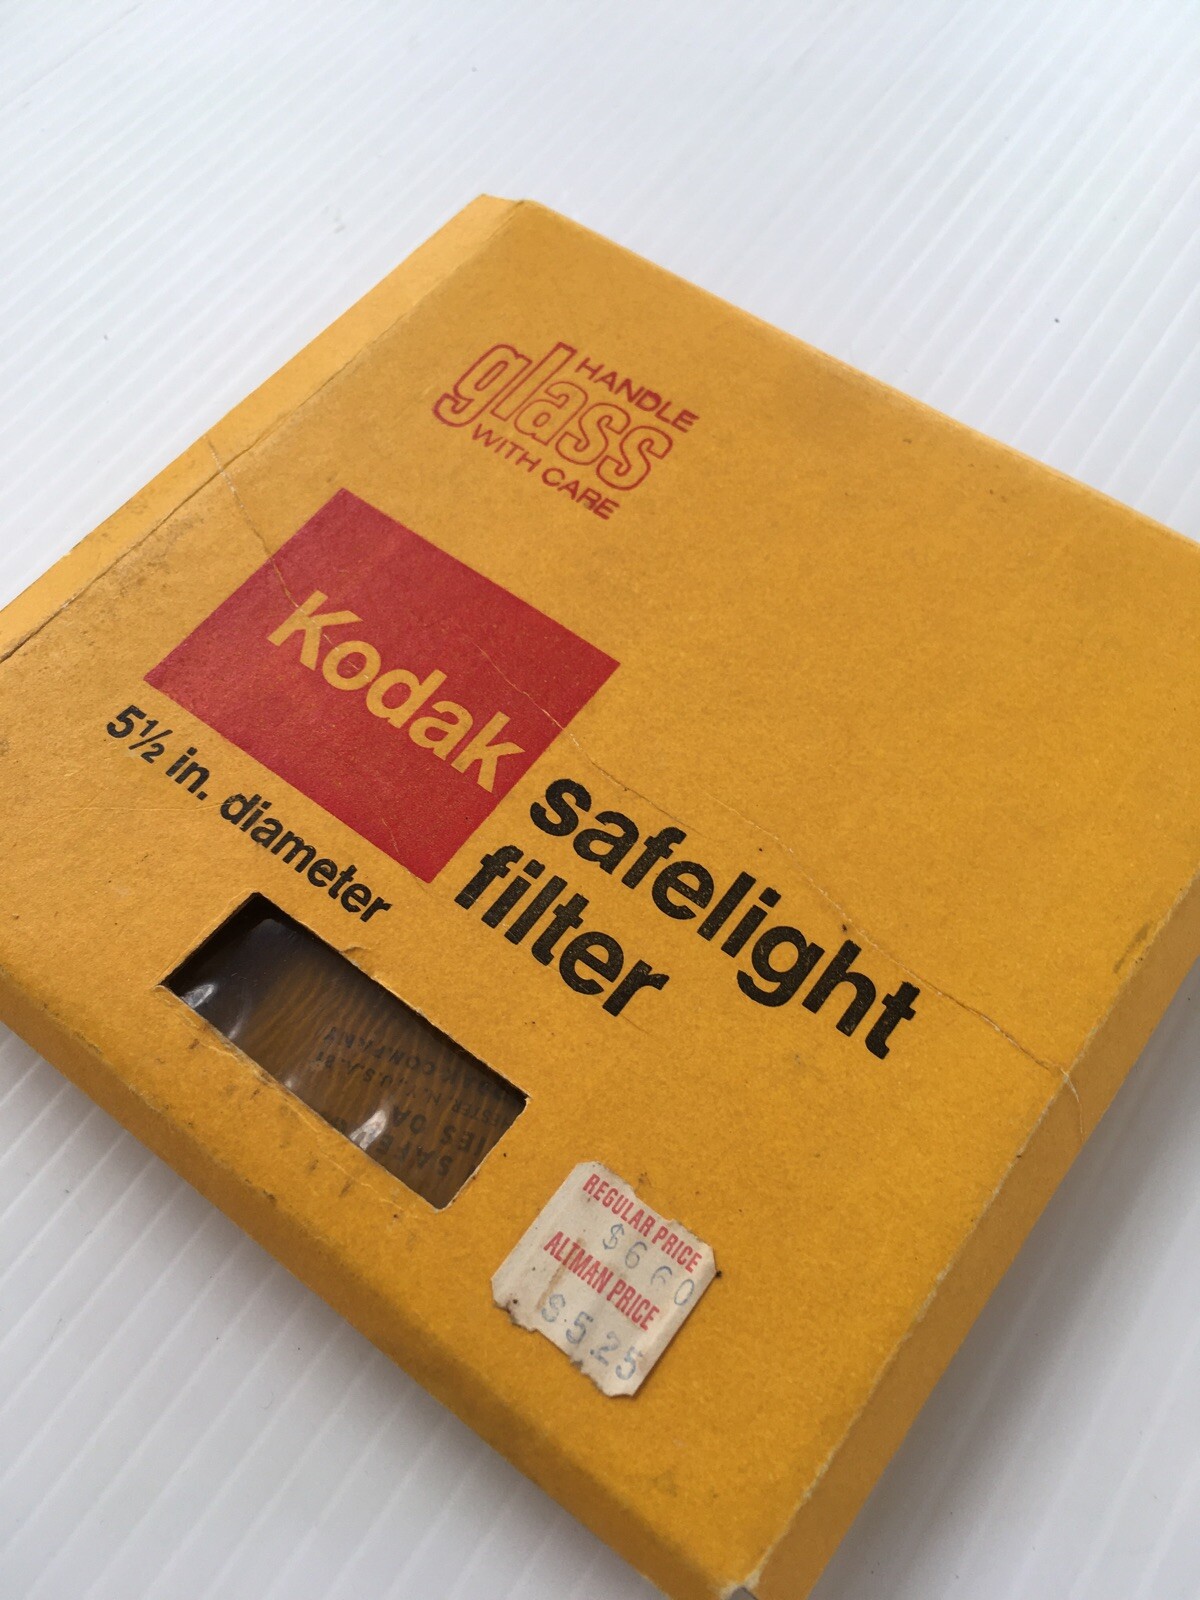 HANDLE
glass
WITH CARE
Kodak
safelight
filter
5½ in. diameter
REGULAR PRICE
$6 60
ALTMAN PRICE
$5.25